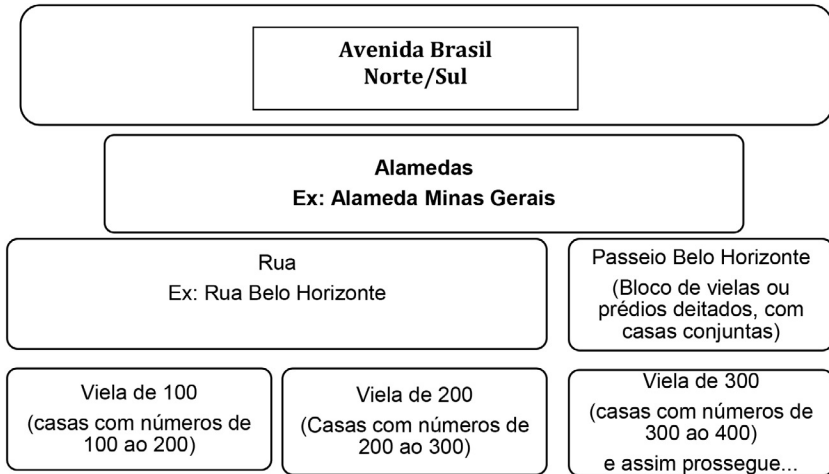 Avenida Brasil
Norte/Sul
Alamedas
Ex: Alameda Minas Gerais
Rua
Ex: Rua Belo Horizonte
Passeio Belo Horizonte
(Bloco de vielas ou
prédios deitados, com
casas conjuntas)
Viela de 100
(casas com números de
100 ao 200)
Viela de 200
(Casas com números de
200 ao 300)
Viela de 300
(casas com números de
300 ao 400)
e assim prossegue...